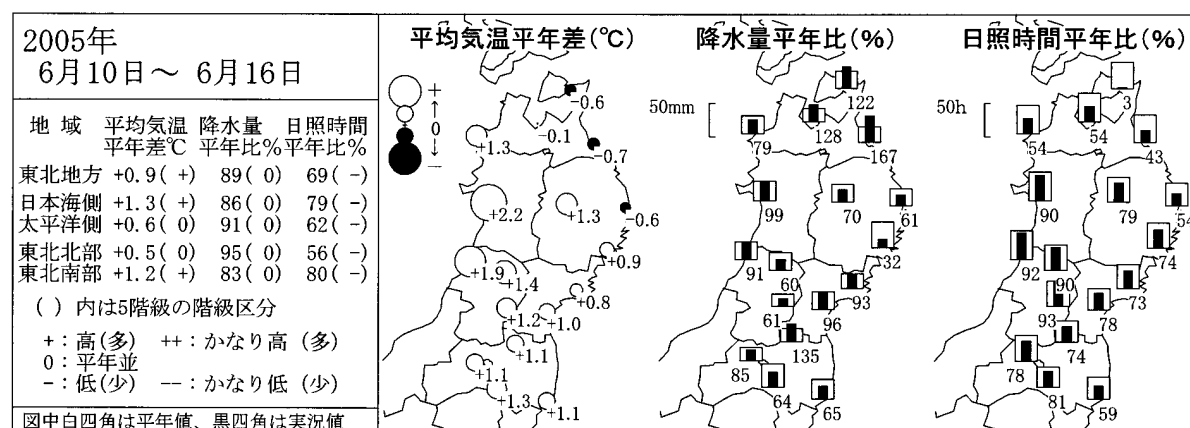 2005年
6月10日～ 6月16日
地 域 平均気温 降水量 日照時間
平年差℃ 平年比% 平年比%
東北地方 +0.9( +) 89( 0) 69( -)
日本海側 +1.3( +) 86( 0) 79( -)
太平洋側 +0.6( 0) 91( 0) 62( -)
東北北部 +0.5( 0) 95( 0) 56( -)
東北南部 +1.2( +) 83( 0) 80( -)
( ) 内は5階級の階級区分
+：高(多) ++：かなり高 (多)
0：平年並
-：低(少) --：かなり低 (少)
図中白四角は平年値、黒四角は実況値
平均気温平年差(℃)
+
↑
0
↓
-
-0.6
-0.1
+1.3
-0.7
+2.2
+1.3
-0.6
+0.9
+1.9
+1.4
+0.8
+1.2
+1.0
+1.1
+1.1
+1.3
+1.1
降水量平年比(%)
50mm
122
128
79
167
99
70
61
32
91
60
93
61
96
135
85
64
65
日照時間平年比(%)
50h
3
54
54
43
90
79
54
74
92
90
73
93
78
74
78
81
59